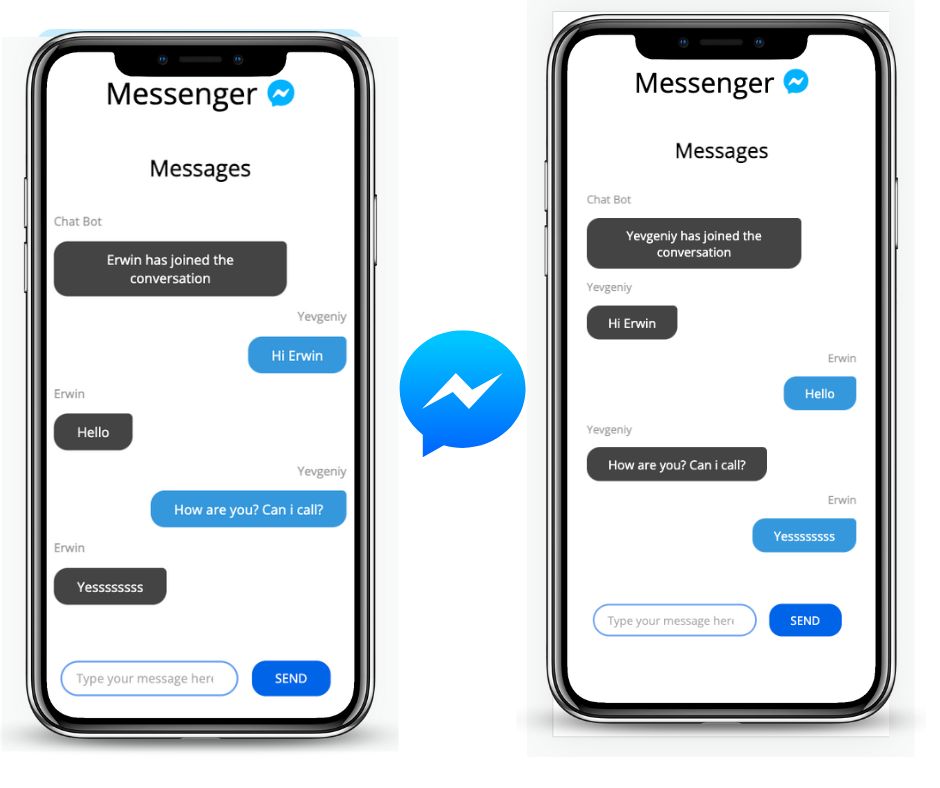 Messenger
Messages
Chat Bot
Erwin has joined the
conversation
Yevgeniy
Hi Erwin
Erwin
Hello
Yevgeniy
How are you? Can i call?
Erwin
Yessssssss
Type your message here
SEND
Messenger
Messages
Chat Bot
Yevgeniy has joined the
conversation
Yevgeniy
Hi Erwin
Erwin
Hello
Yevgeniy
How are you? Can i call?
Erwin
Yessssssss
Type your message here
SEND